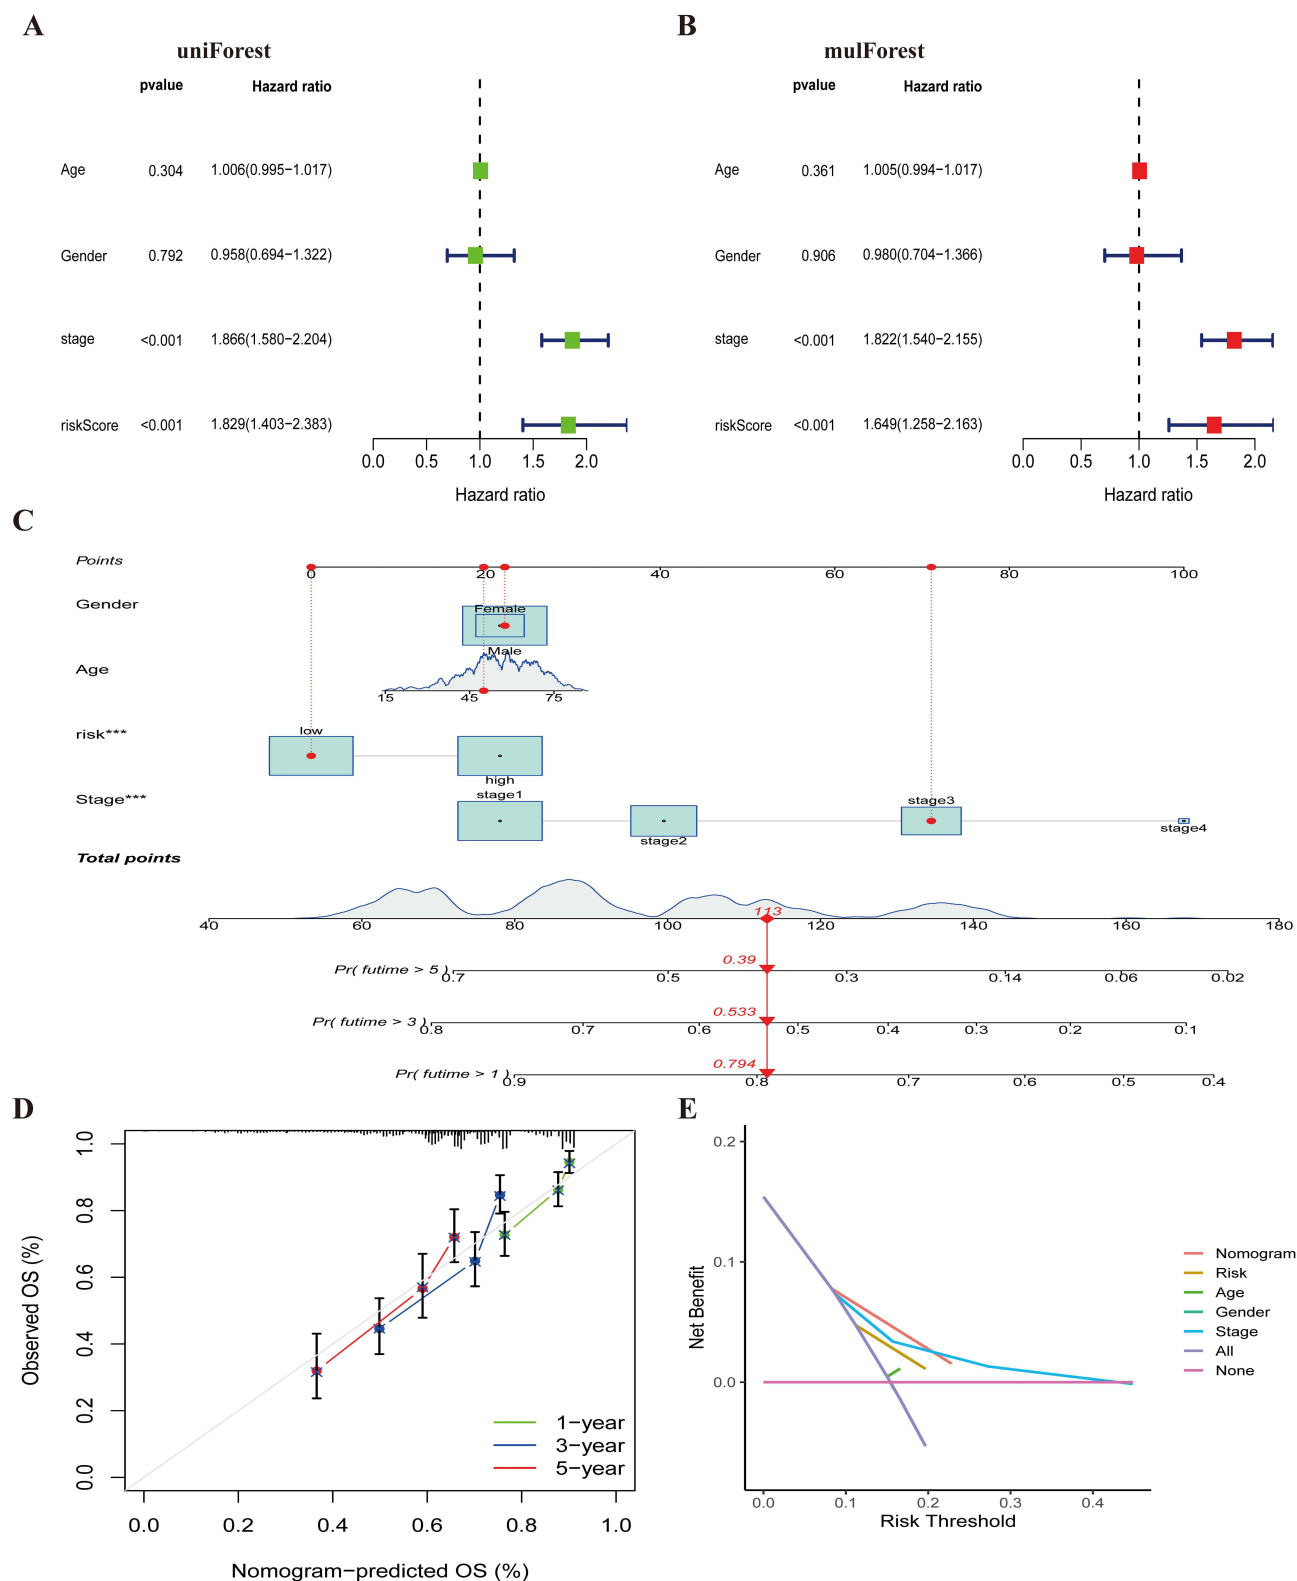 A
uniForest
pvalue Hazard ratio
Age 0.304 1.006(0.995−1.017)
Gender 0.792 0.958(0.694−1.322)
stage <0.001 1.866(1.580−2.204)
riskScore <0.001 1.829(1.403−2.383)
0.0 0.5 1.0 1.5 2.0
Hazard ratio
B
mulForest
pvalue Hazard ratio
Age 0.361 1.005(0.994−1.017)
Gender 0.906 0.980(0.704−1.366)
stage <0.001 1.822(1.540−2.155)
riskScore <0.001 1.649(1.258−2.163)
0.0 0.5 1.0 1.5 2.0
Hazard ratio
C
Points
0 20 40 60 80 100
Gender
Female
Male
Age
15 45 75
risk***
low
high
Stage***
stage1
stage2
stage3
stage4
Total points
113
40 60 80 100 120 140 160 180
0.39
Pr( futime > 5 )
0.7 0.5 0.3 0.14 0.06 0.02
0.533
Pr( futime > 3 )
0.8 0.7 0.6 0.5 0.4 0.3 0.2 0.1
0.794
Pr( futime > 1 )
0.9 0.8 0.7 0.6 0.5 0.4
D
Observed OS (%)
1.0
0.8
0.6
0.4
0.2
0.0
1−year
3−year
5−year
0.0 0.2 0.4 0.6 0.8 1.0
Nomogram−predicted OS (%)
E
Net Benefit
0.2
0.1
0.0
0.0 0.1 0.2 0.3 0.4
Risk Threshold
Nomogram
Risk
Age
Gender
Stage
All
None